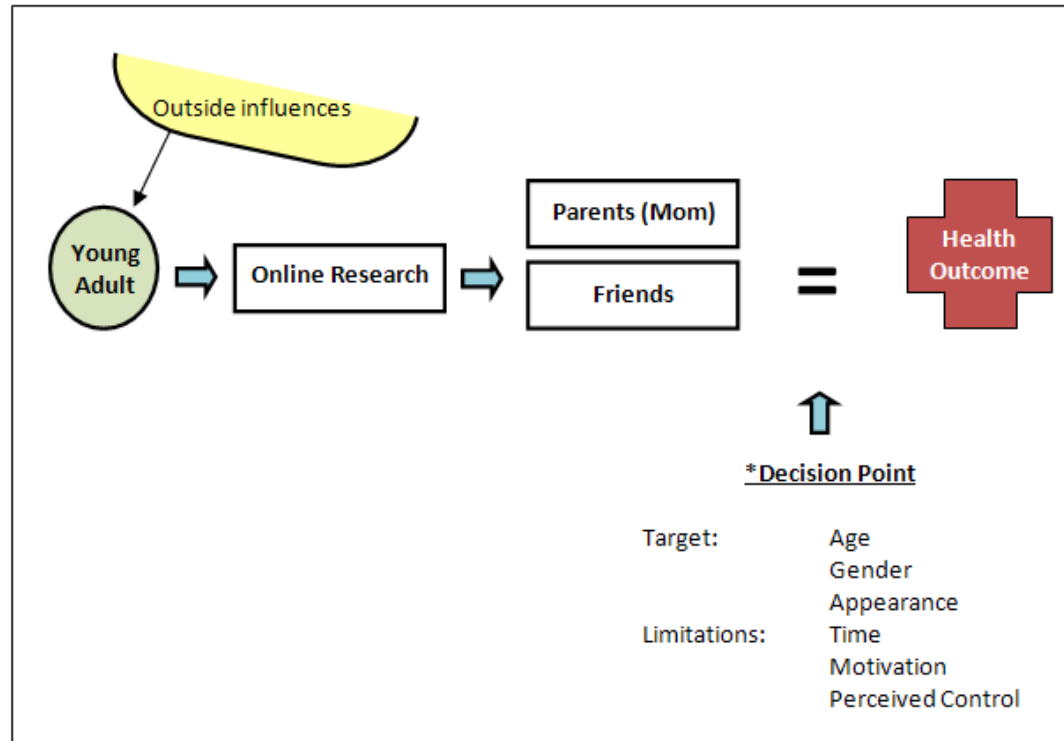 Outside influences
Young
Adult
Online Research
Parents (Mom)
Friends
=
Health
Outcome
*Decision Point
Target: Age
Gender
Appearance
Limitations: Time
Motivation
Perceived Control